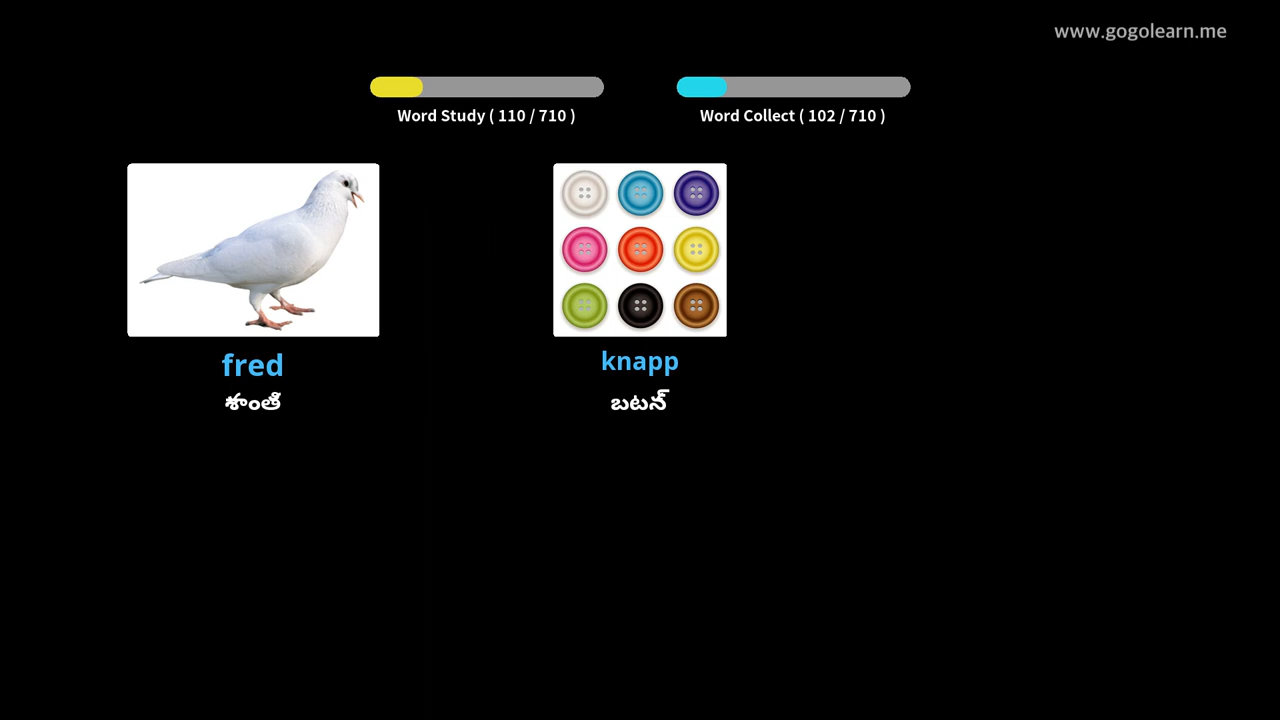 www.gogolearn.me
Word Study ( 110 / 710 )
Word Collect ( 102 / 710 )
fred
శాంతి
knapp
బటన్